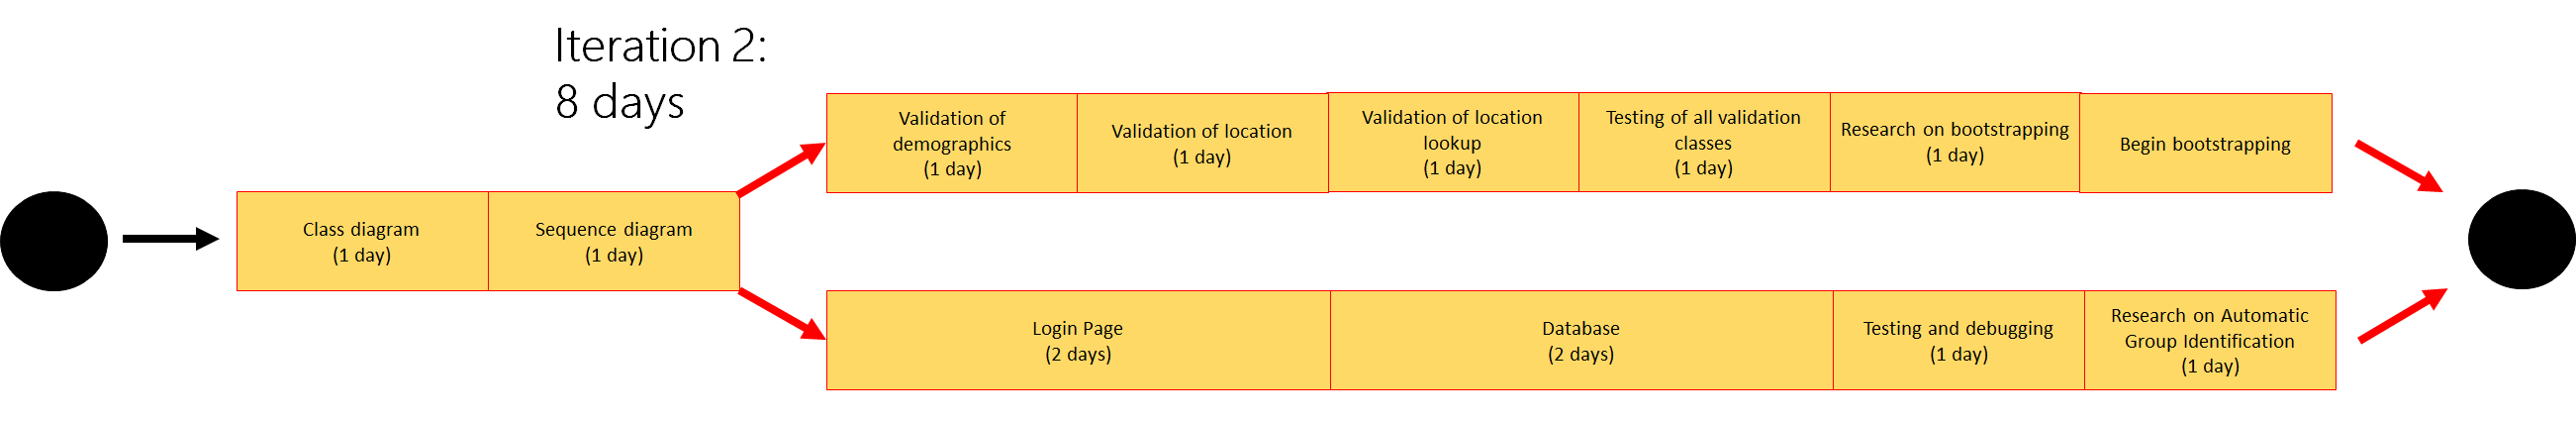 Iteration 2:
8 days
Validation of
demographics
(1 day)
Validation of location
(1 day)
Validation of location
lookup
(1 day)
Testing of all validation
classes
(1 day)
Research on bootstrapping
(1 day)
Begin bootstrapping
Class diagram
(1 day)
Sequence diagram
(1 day)
Login Page
(2 days)
Database
(2 days)
Testing and debugging
(1 day)
Research on Automatic
Group Identification
(1 day)